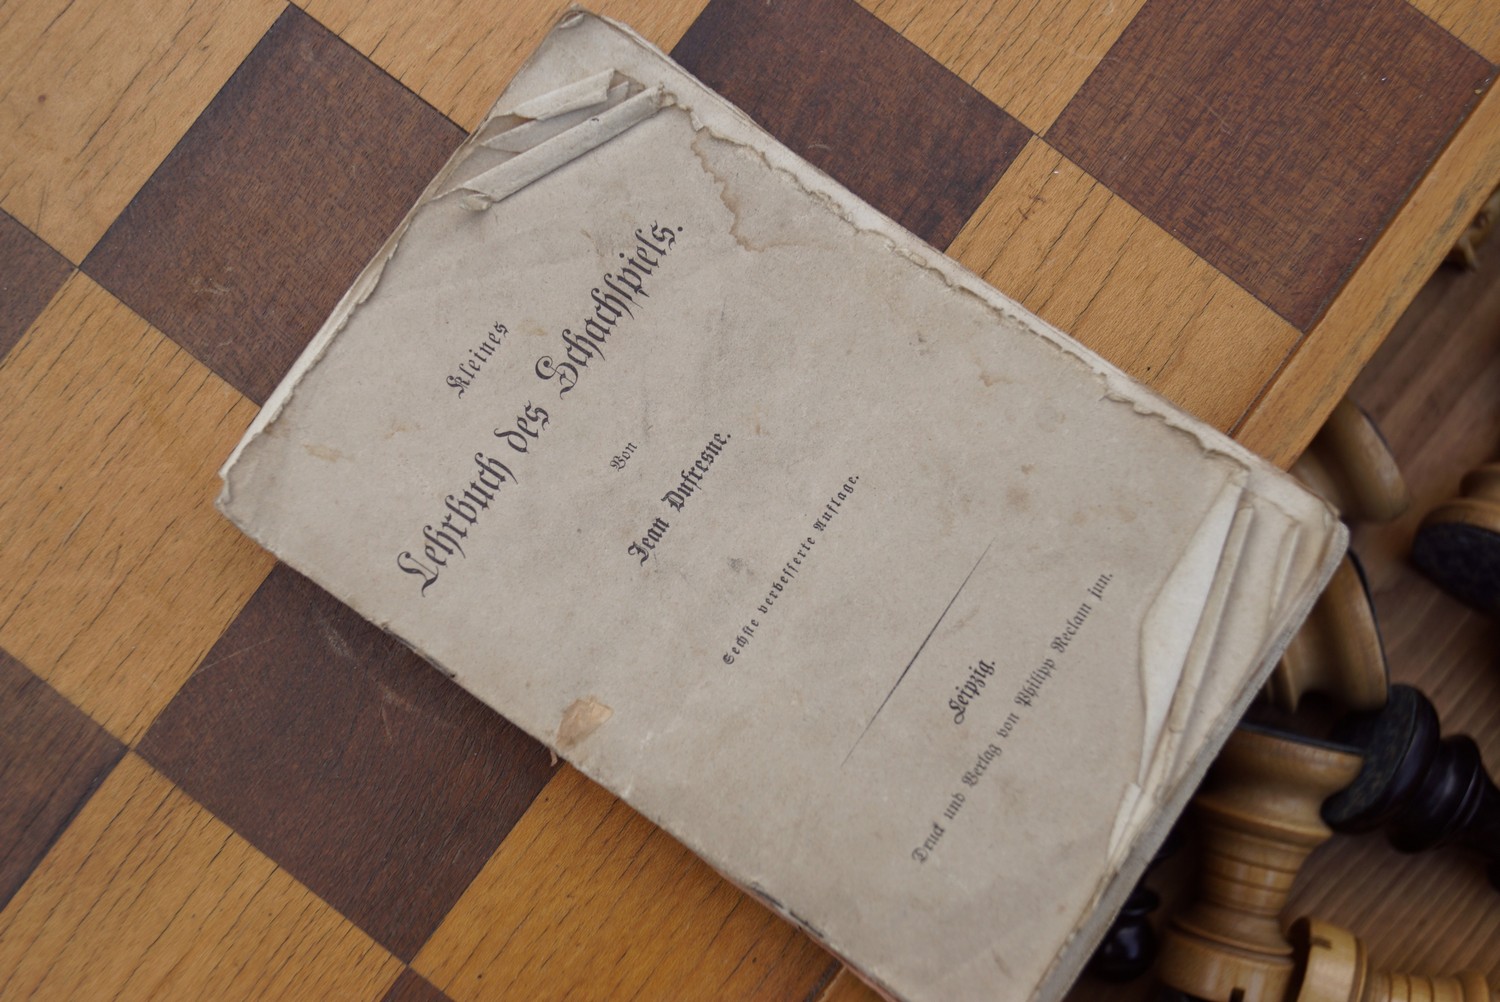 Kleines
Lehrbuch des Schachspiels.
Von
Jean Dufresne.
Sechste verbesserte Auflage.
Leipzig.
Druck und Verlag von Philipp Reclam jun.